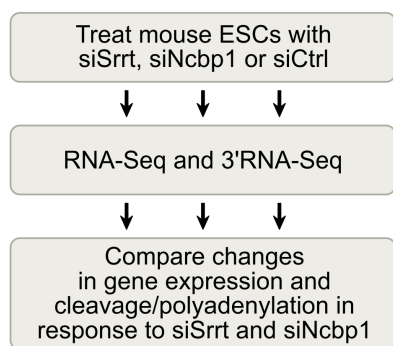 Treat mouse ESCs with
siSrrt, siNcbp1 or siCtrl
RNA-Seq and 3'RNA-Seq
Compare changes
in gene expression and
cleavage/polyadenylation in
response to siSrrt and siNcbp1